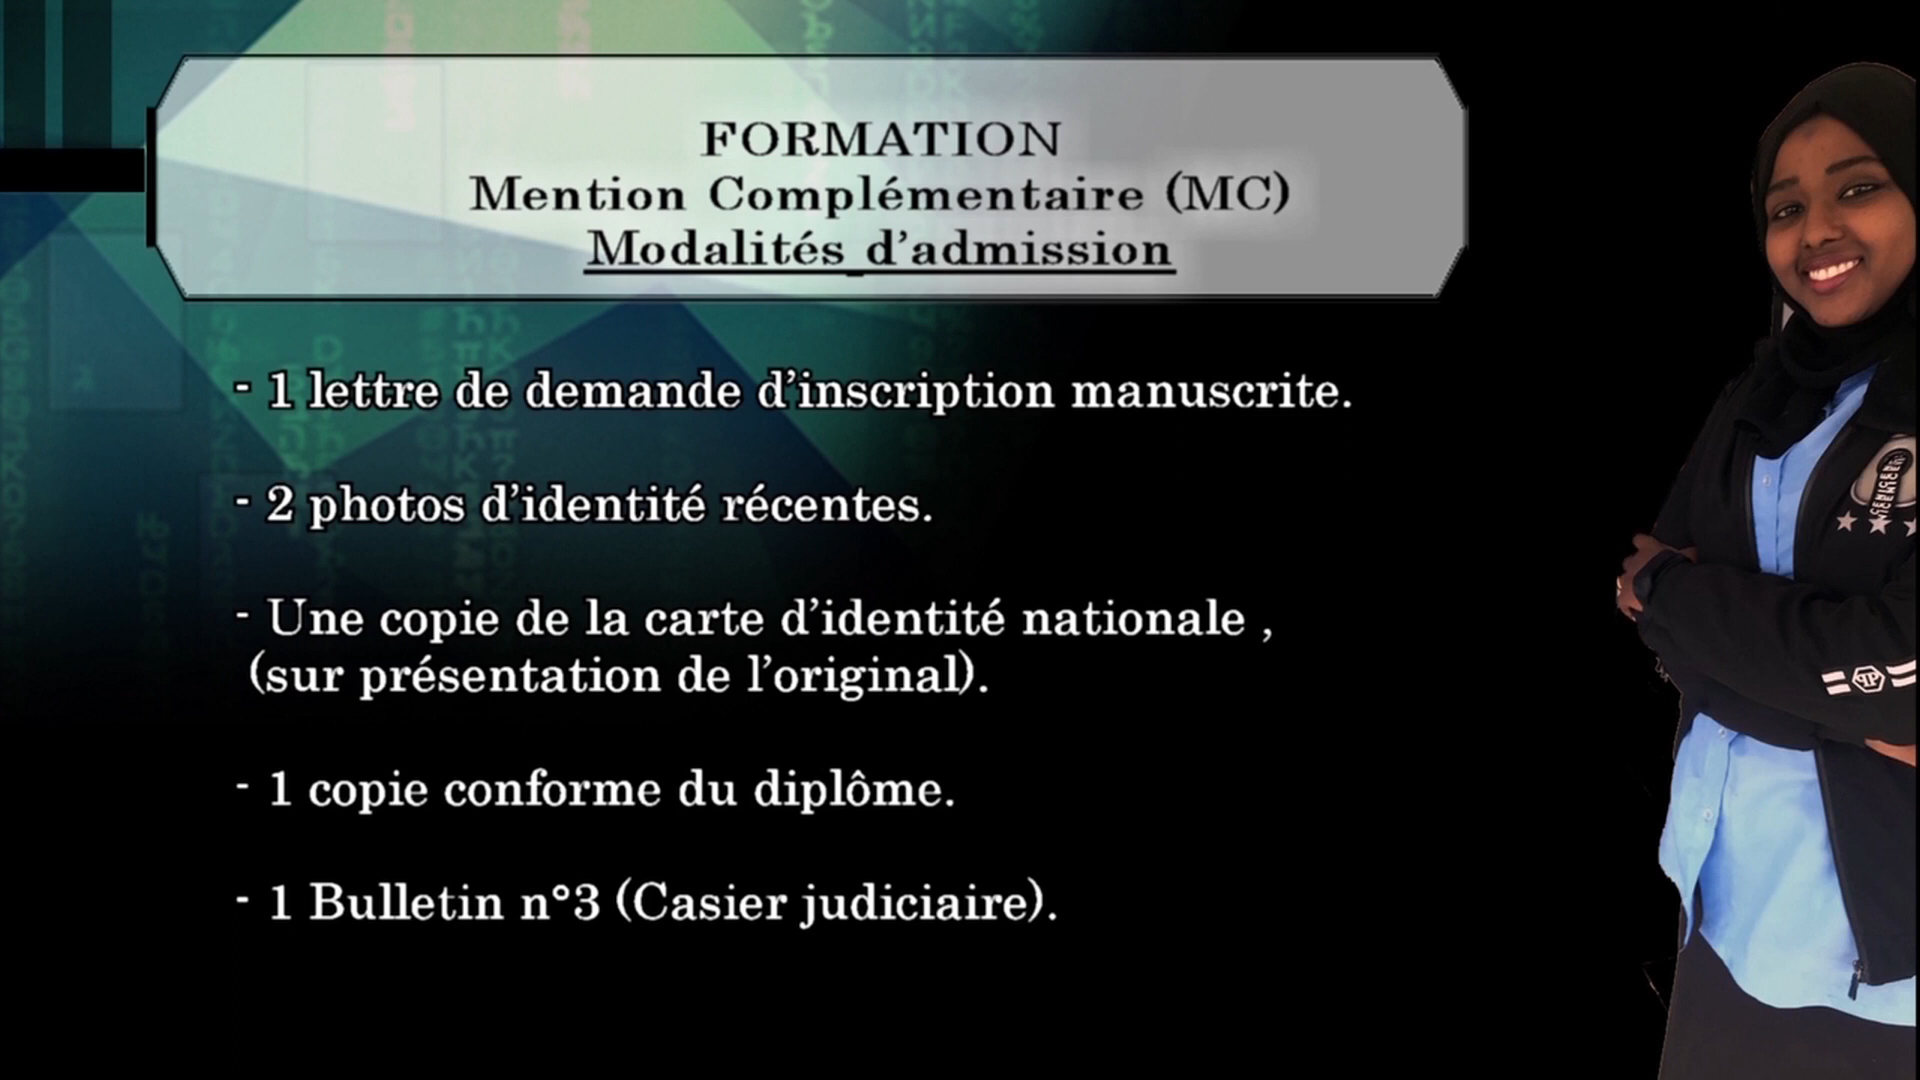 FORMATION
Mention Complémentaire (MC)
Modalités d’admission
- 1 lettre de demande d’inscription manuscrite.
- 2 photos d’identité récentes.
- Une copie de la carte d’identité nationale ,
(sur présentation de l’original).
- 1 copie conforme du diplôme.
- 1 Bulletin n°3 (Casier judiciaire).